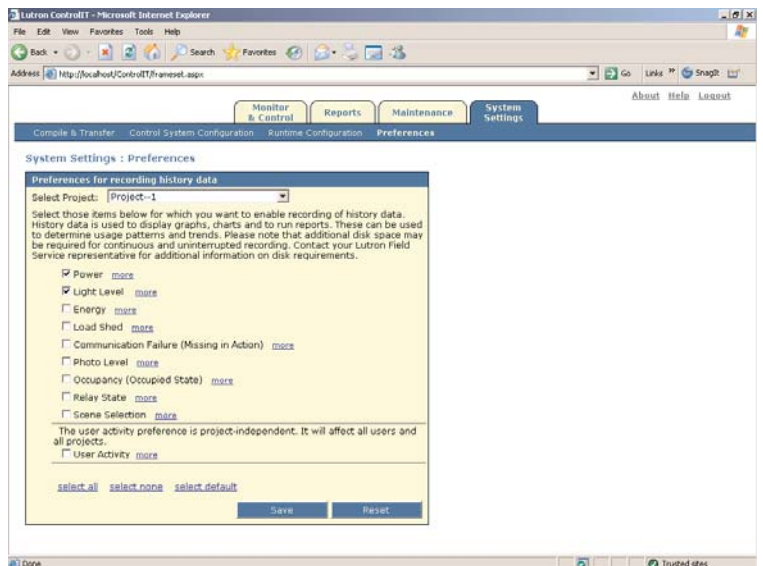 Lutron ControlIT - Microsoft Internet Explorer
File Edit View Favorites Tools Help
Back Search Favorites
Address http://localhost/ControlIT/frameset.aspx Go Links » SnagIt
About Help Logout
Monitor & Control Reports Maintenance System Settings
Compile & Transfer Control System Configuration Runtime Configuration Preferences
System Settings : Preferences
Preferences for recording history data
Select Project: Project--1
Select those items below for which you want to enable recording of history data.
History data is used to display graphs, charts and to run reports. These can be used
to determine usage patterns and trends. Please note that additional disk space may
be required for continuous and uninterrupted recording. Contact your Lutron Field
Service representative for additional information on disk requirements.
Power more
Light Level more
Energy more
Load Shed more
Communication Failure (Missing in Action) more
Photo Level more
Occupancy (Occupied State) more
Relay State more
Scene Selection more
The user activity preference is project-independent. It will affect all users and
all projects.
User Activity more
select all select none select default
Save Reset
Done Trusted sites